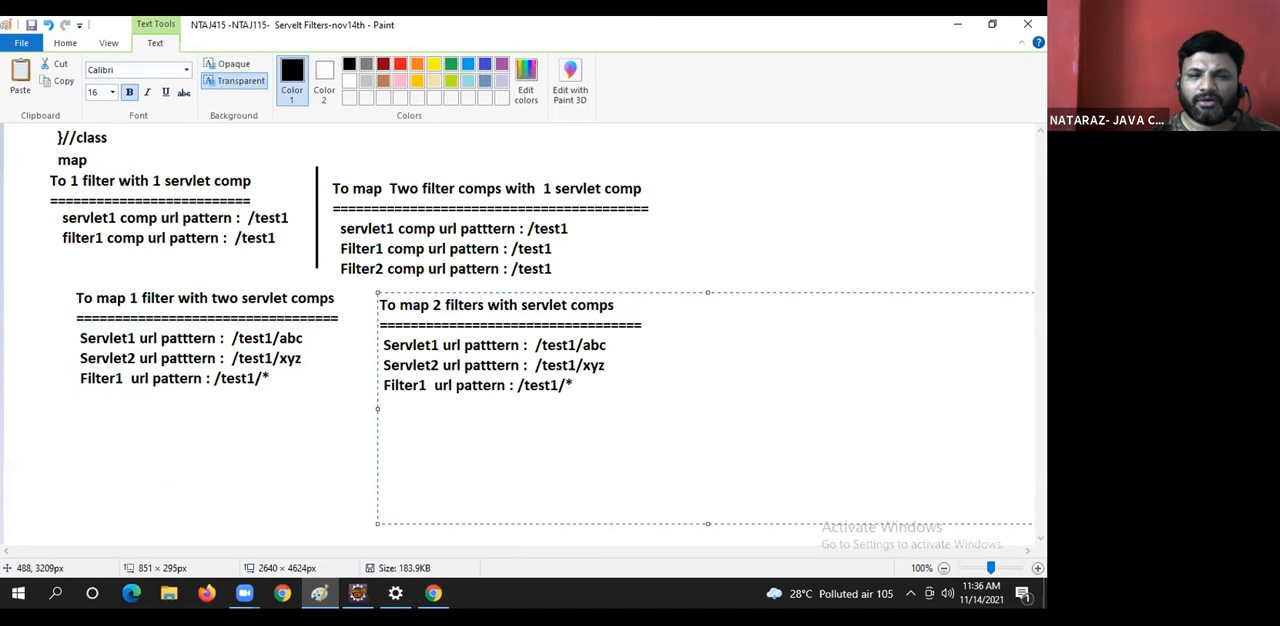 NTAJ415 -NTAJ115-  Servelt Filters-nov14th - Paint
Text Tools
File
Home
View
Text
Paste
Cut
Copy
Clipboard
Calibri
16
B
I
U
abc
Font
Opaque
Transparent
Background
Color 1
Color 2
Edit colors
Colors
Edit with Paint 3D
NATARAZ- JAVA C...
}//class
map
To 1 filter with 1 servlet comp
==========================
servlet1 comp url pattern :  /test1
filter1 comp url pattern :  /test1
To map  Two filter comps with  1 servlet comp
=========================================
servlet1 comp url patttern : /test1
Filter1 comp url pattern : /test1
Filter2 comp url pattern : /test1
To map 1 filter with two servlet comps
==================================
Servlet1 url patttern :  /test1/abc
Servlet2 url patttern :  /test1/xyz
Filter1  url pattern : /test1/*
To map 2 filters with servlet comps
==================================
Servlet1 url patttern :  /test1/abc
Servlet2 url patttern :  /test1/xyz
Filter1  url pattern : /test1/*
Activate Windows
Go to Settings to activate Windows.
488, 3209px
851 × 295px
2640 × 4624px
Size: 183.9KB
100%
28°C  Polluted air 105
11:36 AM
11/14/2021
1